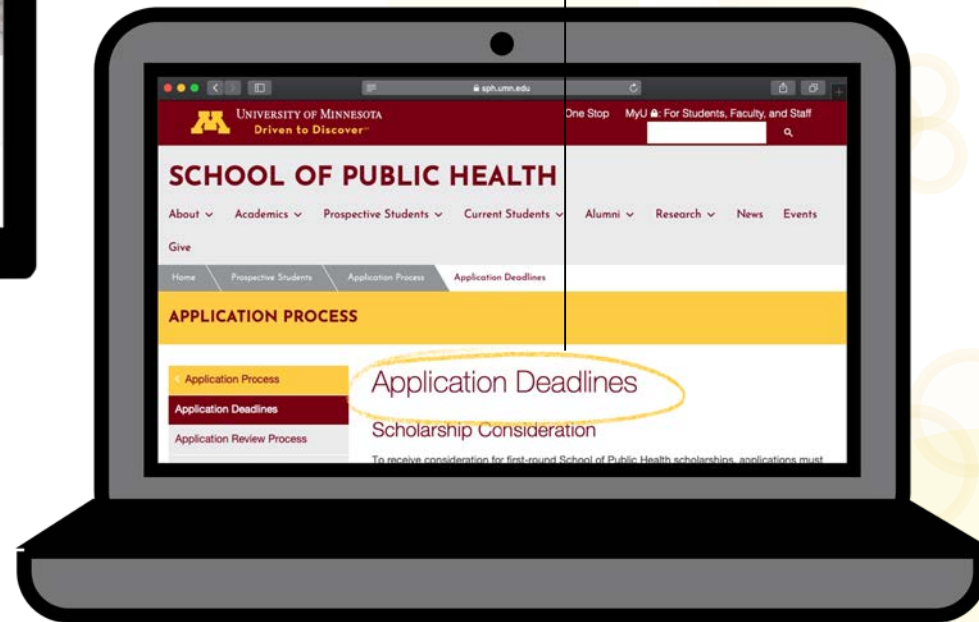 sph.umn.edu
UNIVERSITY OF MINNESOTA
Driven to Discover℠
One Stop MyU : For Students, Faculty, and Staff
SCHOOL OF PUBLIC HEALTH
About Academics Prospective Students Current Students Alumni Research News Events
Give
Home Prospective Students Application Process Application Deadlines
APPLICATION PROCESS
Application Process
Application Deadlines
Application Review Process
Application Deadlines
Scholarship Consideration
To receive consideration for first-round School of Public Health scholarships, applications must